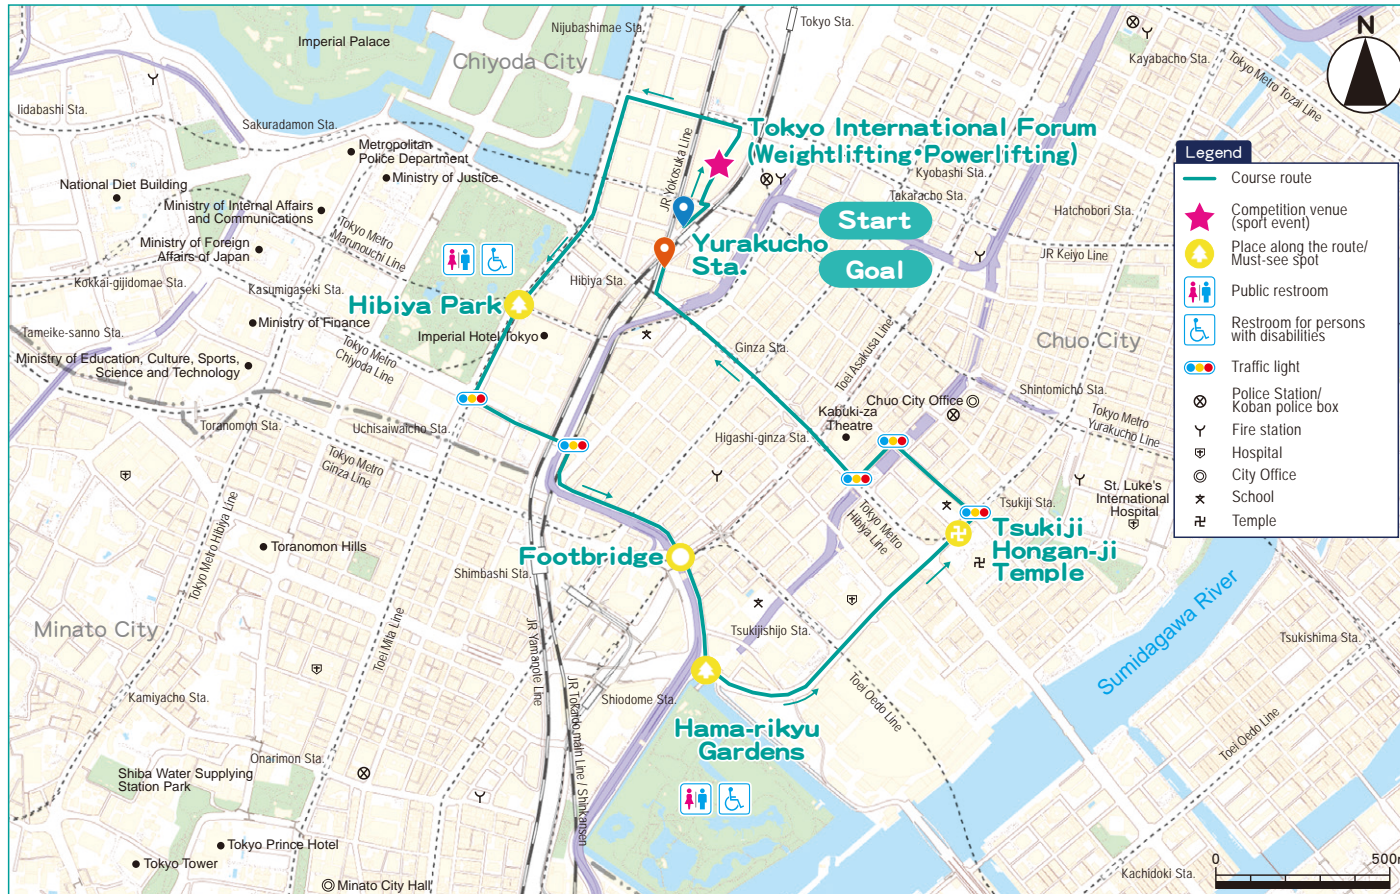 Tokyo Sta.
Nijubashimae Sta.
Imperial Palace
Chiyoda City
Kayabacho Sta.
N
Tokyo Metro Tozai Line
Iidabashi Sta.
Sakuradamon Sta.
Metropolitan
Police Department
Ministry of Justice
JR Yokosuka Line
Tokyo International Forum
(Weightlifting•Powerlifting)
Kyobashi Sta.
Takaracho Sta.
Hatchobori Sta.
National Diet Building
Ministry of Internal Affairs
and Communications
Tokyo Metro
Marunouchi Line
Ministry of Foreign
Affairs of Japan
Yurakucho
Sta.
Start
Goal
JR Keiyo Line
Kokkai-gijidomae Sta.
Kasumigaseki Sta.
Hibiya Sta.
Hibiya Park
Tameike-sanno Sta.
Ministry of Finance
Imperial Hotel Tokyo
Ministry of Education, Culture, Sports,
Science and Technology
Tokyo Metro
Chiyoda Line
Ginza Sta.
Toei Asakusa Line
Chuo City
Shintomicho Sta.
Chuo City Office
Kabuki-za
Theatre
Tokyo Metro
Yurakucho Line
Toranomon Sta.
Uchisaiwaicho Sta.
Higashi-ginza Sta.
Tokyo Metro
Ginza Line
Tokyo Metro Hibiya Line
Tokyo Metro
Hibiya Line
Tsukiji Sta.
St. Luke's
International
Hospital
Tsukiji
Hongan-ji
Temple
Toranomon Hills
Footbridge
Shimbashi Sta.
Minato City
Toei Mita Line
JR Yamanote Line
JR Tokaido main Line / Shinkansen
Tsukijishijo Sta.
Sumidagawa River
Tsukishima Sta.
Kamiyacho Sta.
Shiodome Sta.
Toei Oedo Line
Toei Oedo Line
Hama-rikyu
Gardens
Onarimon Sta.
Shiba Water Supplying
Station Park
Tokyo Prince Hotel
Tokyo Tower
Minato City Hall
Kachidoki Sta.
0
500m
Legend
Course route
Competition venue
(sport event)
Place along the route/
Must-see spot
Public restroom
Restroom for persons
with disabilities
Traffic light
Police Station/
Koban police box
Fire station
Hospital
City Office
School
Temple